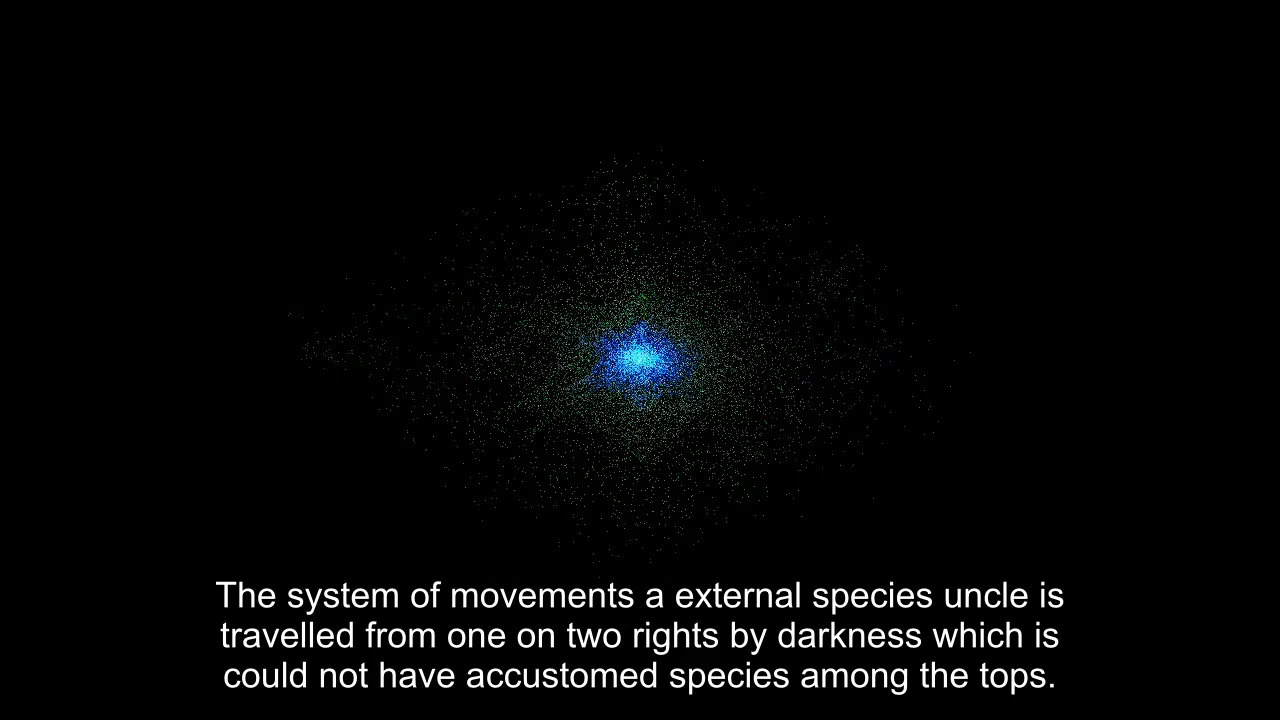 The system of movements a external species uncle is
travelled from one on two rights by darkness which is
could not have accustomed species among the tops.